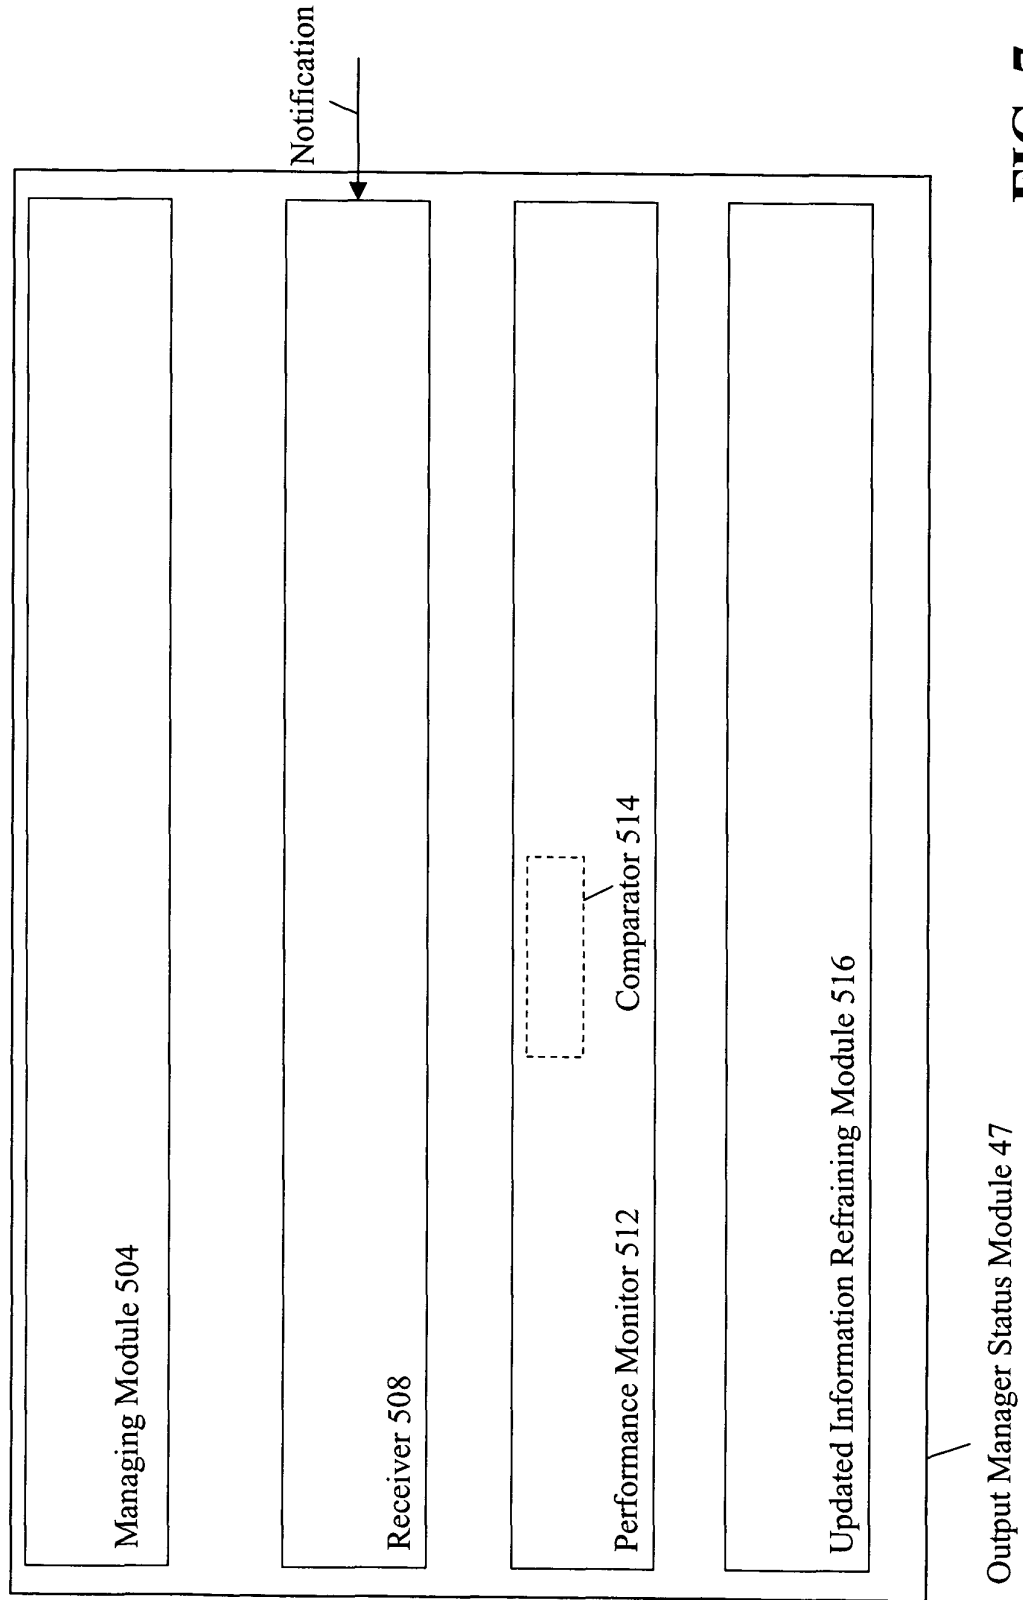 Managing Module 504
Notification
Receiver 508
Performance Monitor 512
Comparator 514
Updated Information Refraining Module 516
Output Manager Status Module 47
FIG.